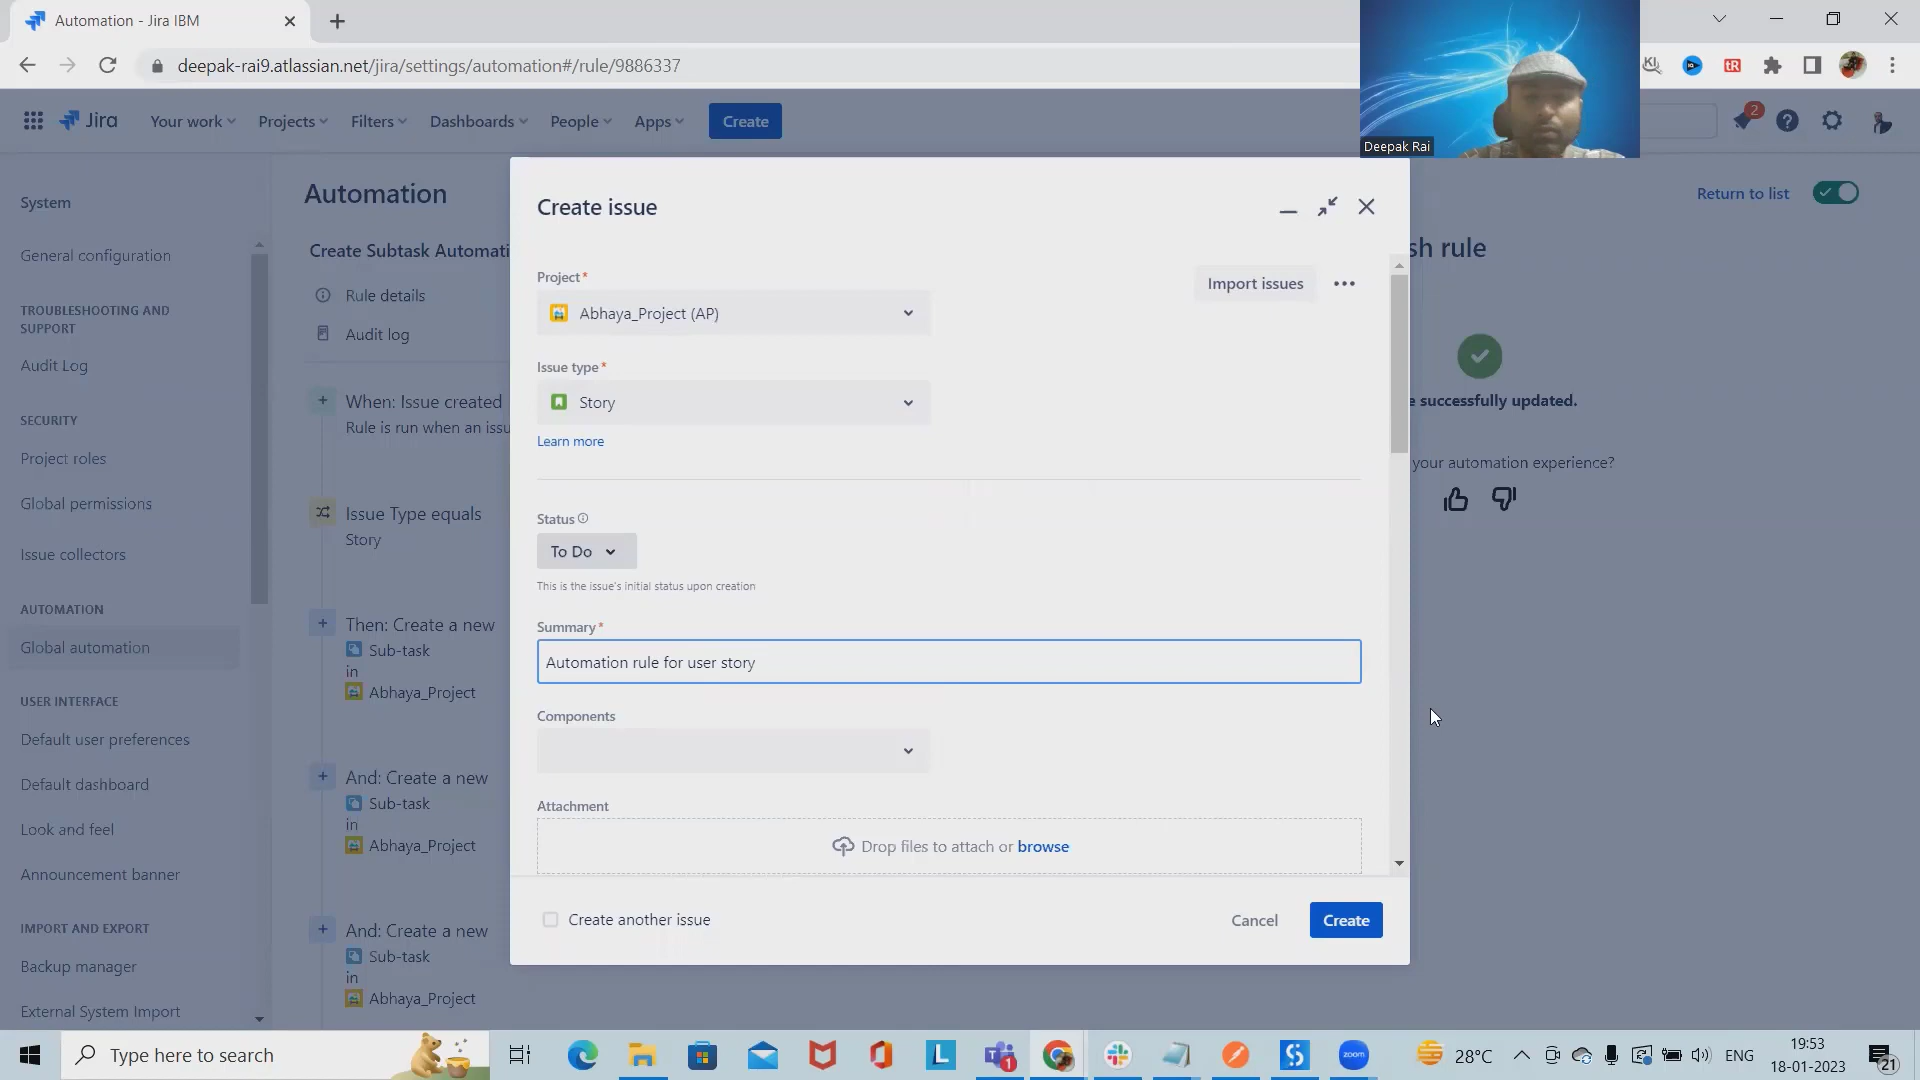 Automation - Jira IBM
deepak-rai9.atlassian.net/jira/settings/automation#/rule/9886337
KI
tR
Deepak Rai
Jira
Your work
Projects
Filters
Dashboards
People
Apps
Create
2
System
General configuration
TROUBLESHOOTING AND
SUPPORT
Audit Log
SECURITY
Project roles
Global permissions
Issue collectors
AUTOMATION
Global automation
USER INTERFACE
Default user preferences
Default dashboard
Look and feel
Announcement banner
IMPORT AND EXPORT
Backup manager
External System Import
Automation
Return to list
Create Subtask Automati
Rule details
Audit log
When: Issue created
Rule is run when an issu
Issue Type equals
Story
Then: Create a new
Sub-task
in
Abhaya_Project
And: Create a new
Sub-task
in
Abhaya_Project
And: Create a new
Sub-task
in
Abhaya_Project
Create issue
Project*
Import issues
Abhaya_Project (AP)
Issue type*
Story
Learn more
Status
To Do
This is the issue's initial status upon creation
Summary*
Automation rule for user story
Components
Attachment
Drop files to attach or browse
Create another issue
Cancel
Create
sh rule
e successfully updated.
your automation experience?
Type here to search
L
1
zoom
28°C
ENG
19:53
18-01-2023
21